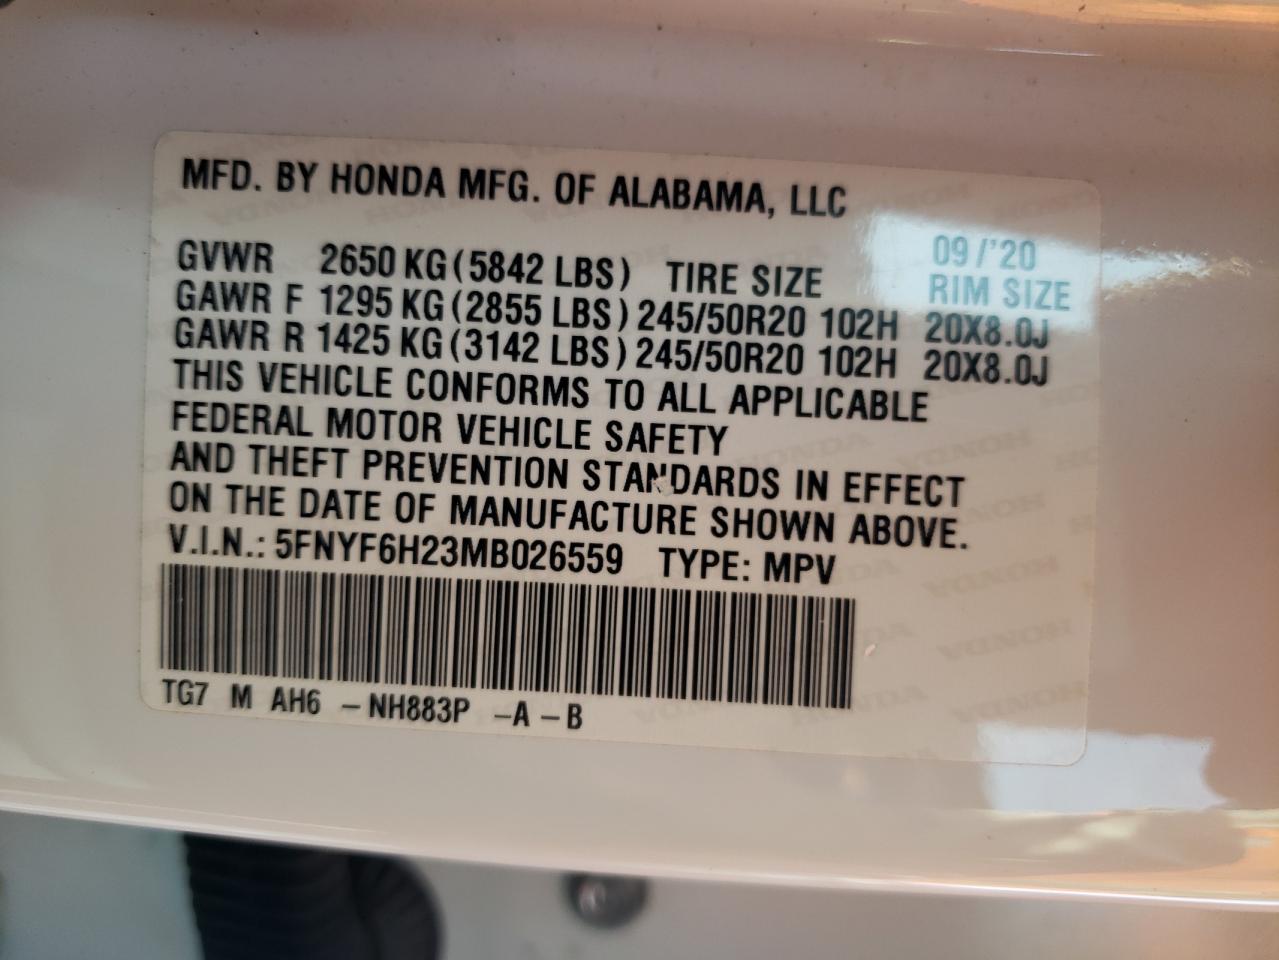 MFD. BY HONDA MFG. OF ALABAMA, LLC
09/'20
GVWR 2650 KG (5842 LBS) TIRE SIZE RIM SIZE
GAWR F 1295 KG (2855 LBS) 245/50R20 102H 20X8.0J
GAWR R 1425 KG (3142 LBS) 245/50R20 102H 20X8.0J
THIS VEHICLE CONFORMS TO ALL APPLICABLE
FEDERAL MOTOR VEHICLE SAFETY
AND THEFT PREVENTION STANDARDS IN EFFECT
ON THE DATE OF MANUFACTURE SHOWN ABOVE.
V.I.N.: 5FNYF6H23MB026559 TYPE: MPV
TG7 M AH6 -NH883P -A-B